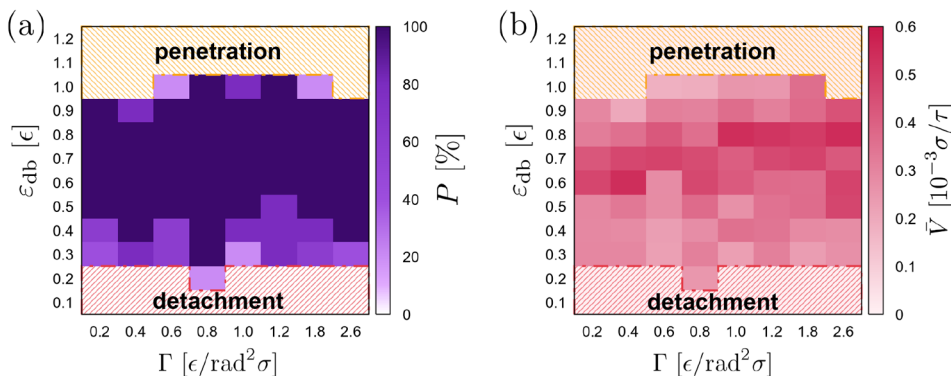 (a)
penetration
detachment
1.2
1.1
1.0
0.9
0.8
0.7
0.6
0.5
0.4
0.3
0.2
0.1
ε_db [ϵ]
0.2 0.4 0.6 0.8 1.0 1.2 1.8 2.6
Γ [ϵ/rad²σ]
100
80
60
40
20
0
P [%]
(b)
penetration
detachment
1.2
1.1
1.0
0.9
0.8
0.7
0.6
0.5
0.4
0.3
0.2
0.1
ε_db [ϵ]
0.2 0.4 0.6 0.8 1.0 1.2 1.8 2.6
Γ [ϵ/rad²σ]
0.6
0.5
0.4
0.3
0.2
0.1
0
V̄ [10⁻³σ/τ]